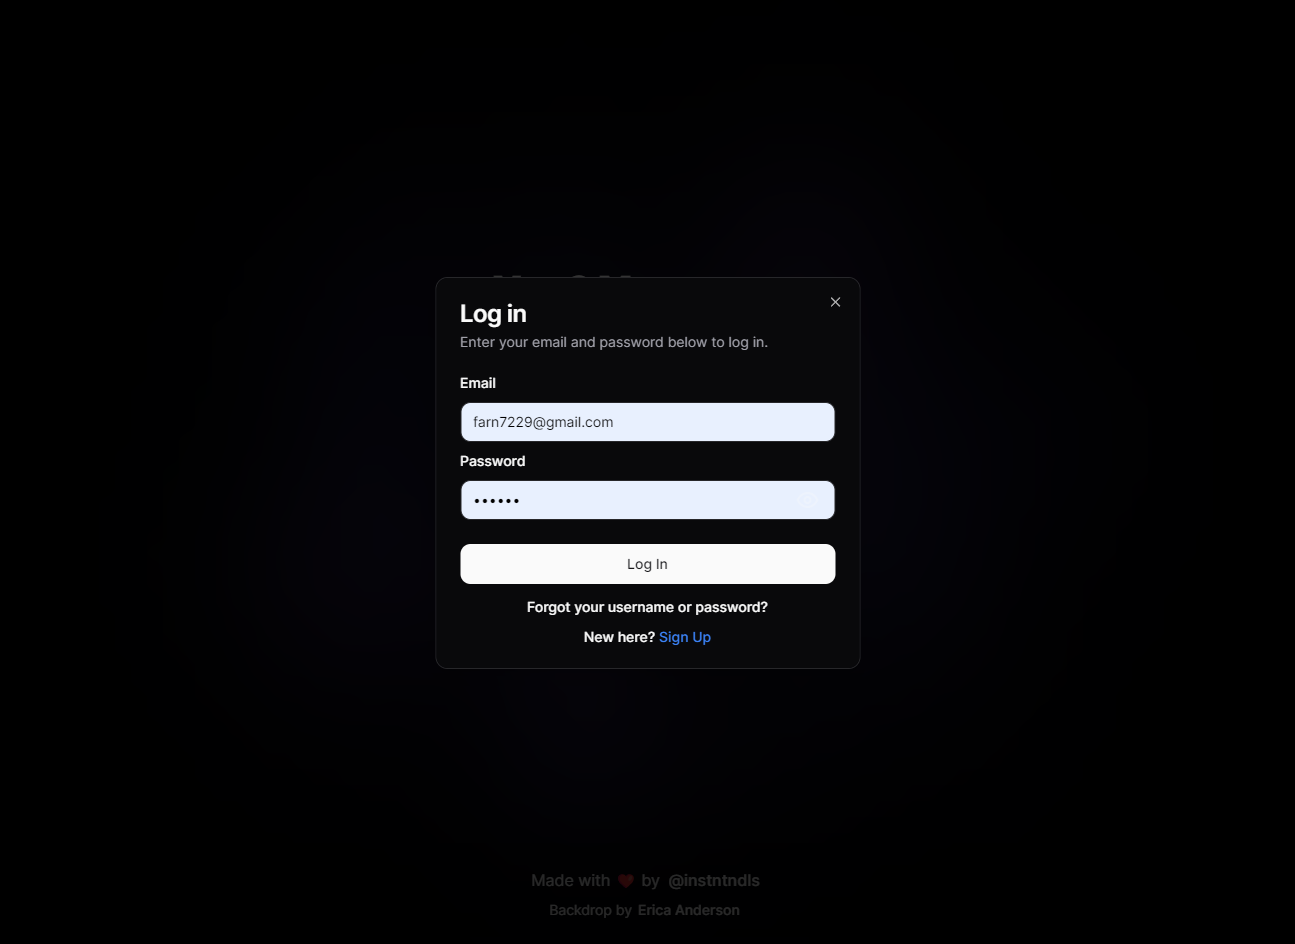 Log in
Enter your email and password below to log in.
Email
farn7229@gmail.com
Password
••••••
Log In
Forgot your username or password?
New here? Sign Up
Made with ❤ by @instntndls
Backdrop by Erica Anderson